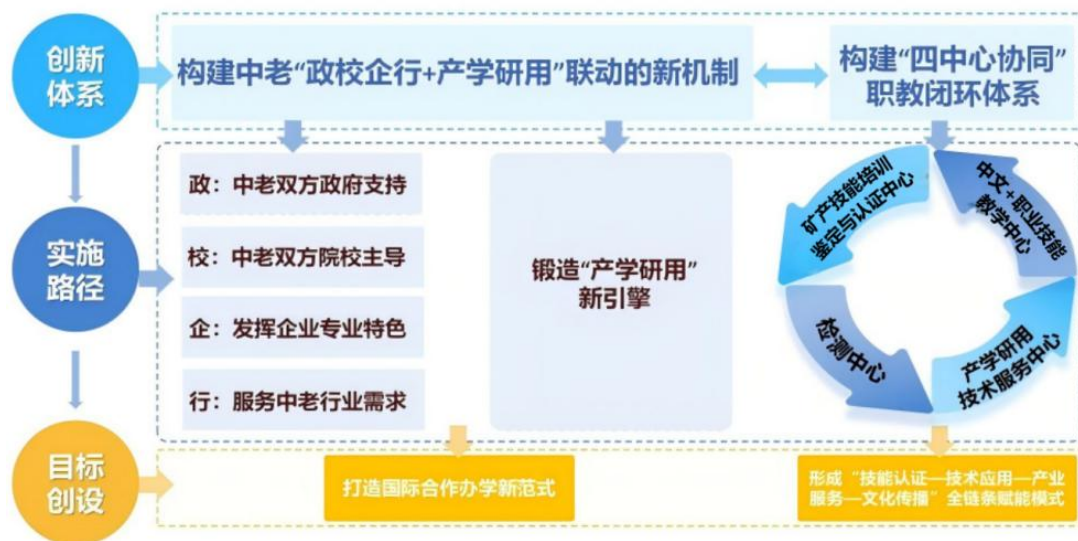 创新
体系
构建中老“政校企行+产学研用”联动的新机制
构建“四中心协同”
职教闭环体系
实施
路径
政：中老双方政府支持
校：中老双方院校主导
企：发挥企业专业特色
行：服务中老行业需求
锻造“产学研用”
新引擎
矿产技能培训
鉴定与认证中心
中文+职业技能
教学中心
检测中心
产学研用
技术服务中心
目标
创设
打造国际合作办学新范式
形成“技能认证—技术应用—产业
服务—文化传播”全链条赋能模式